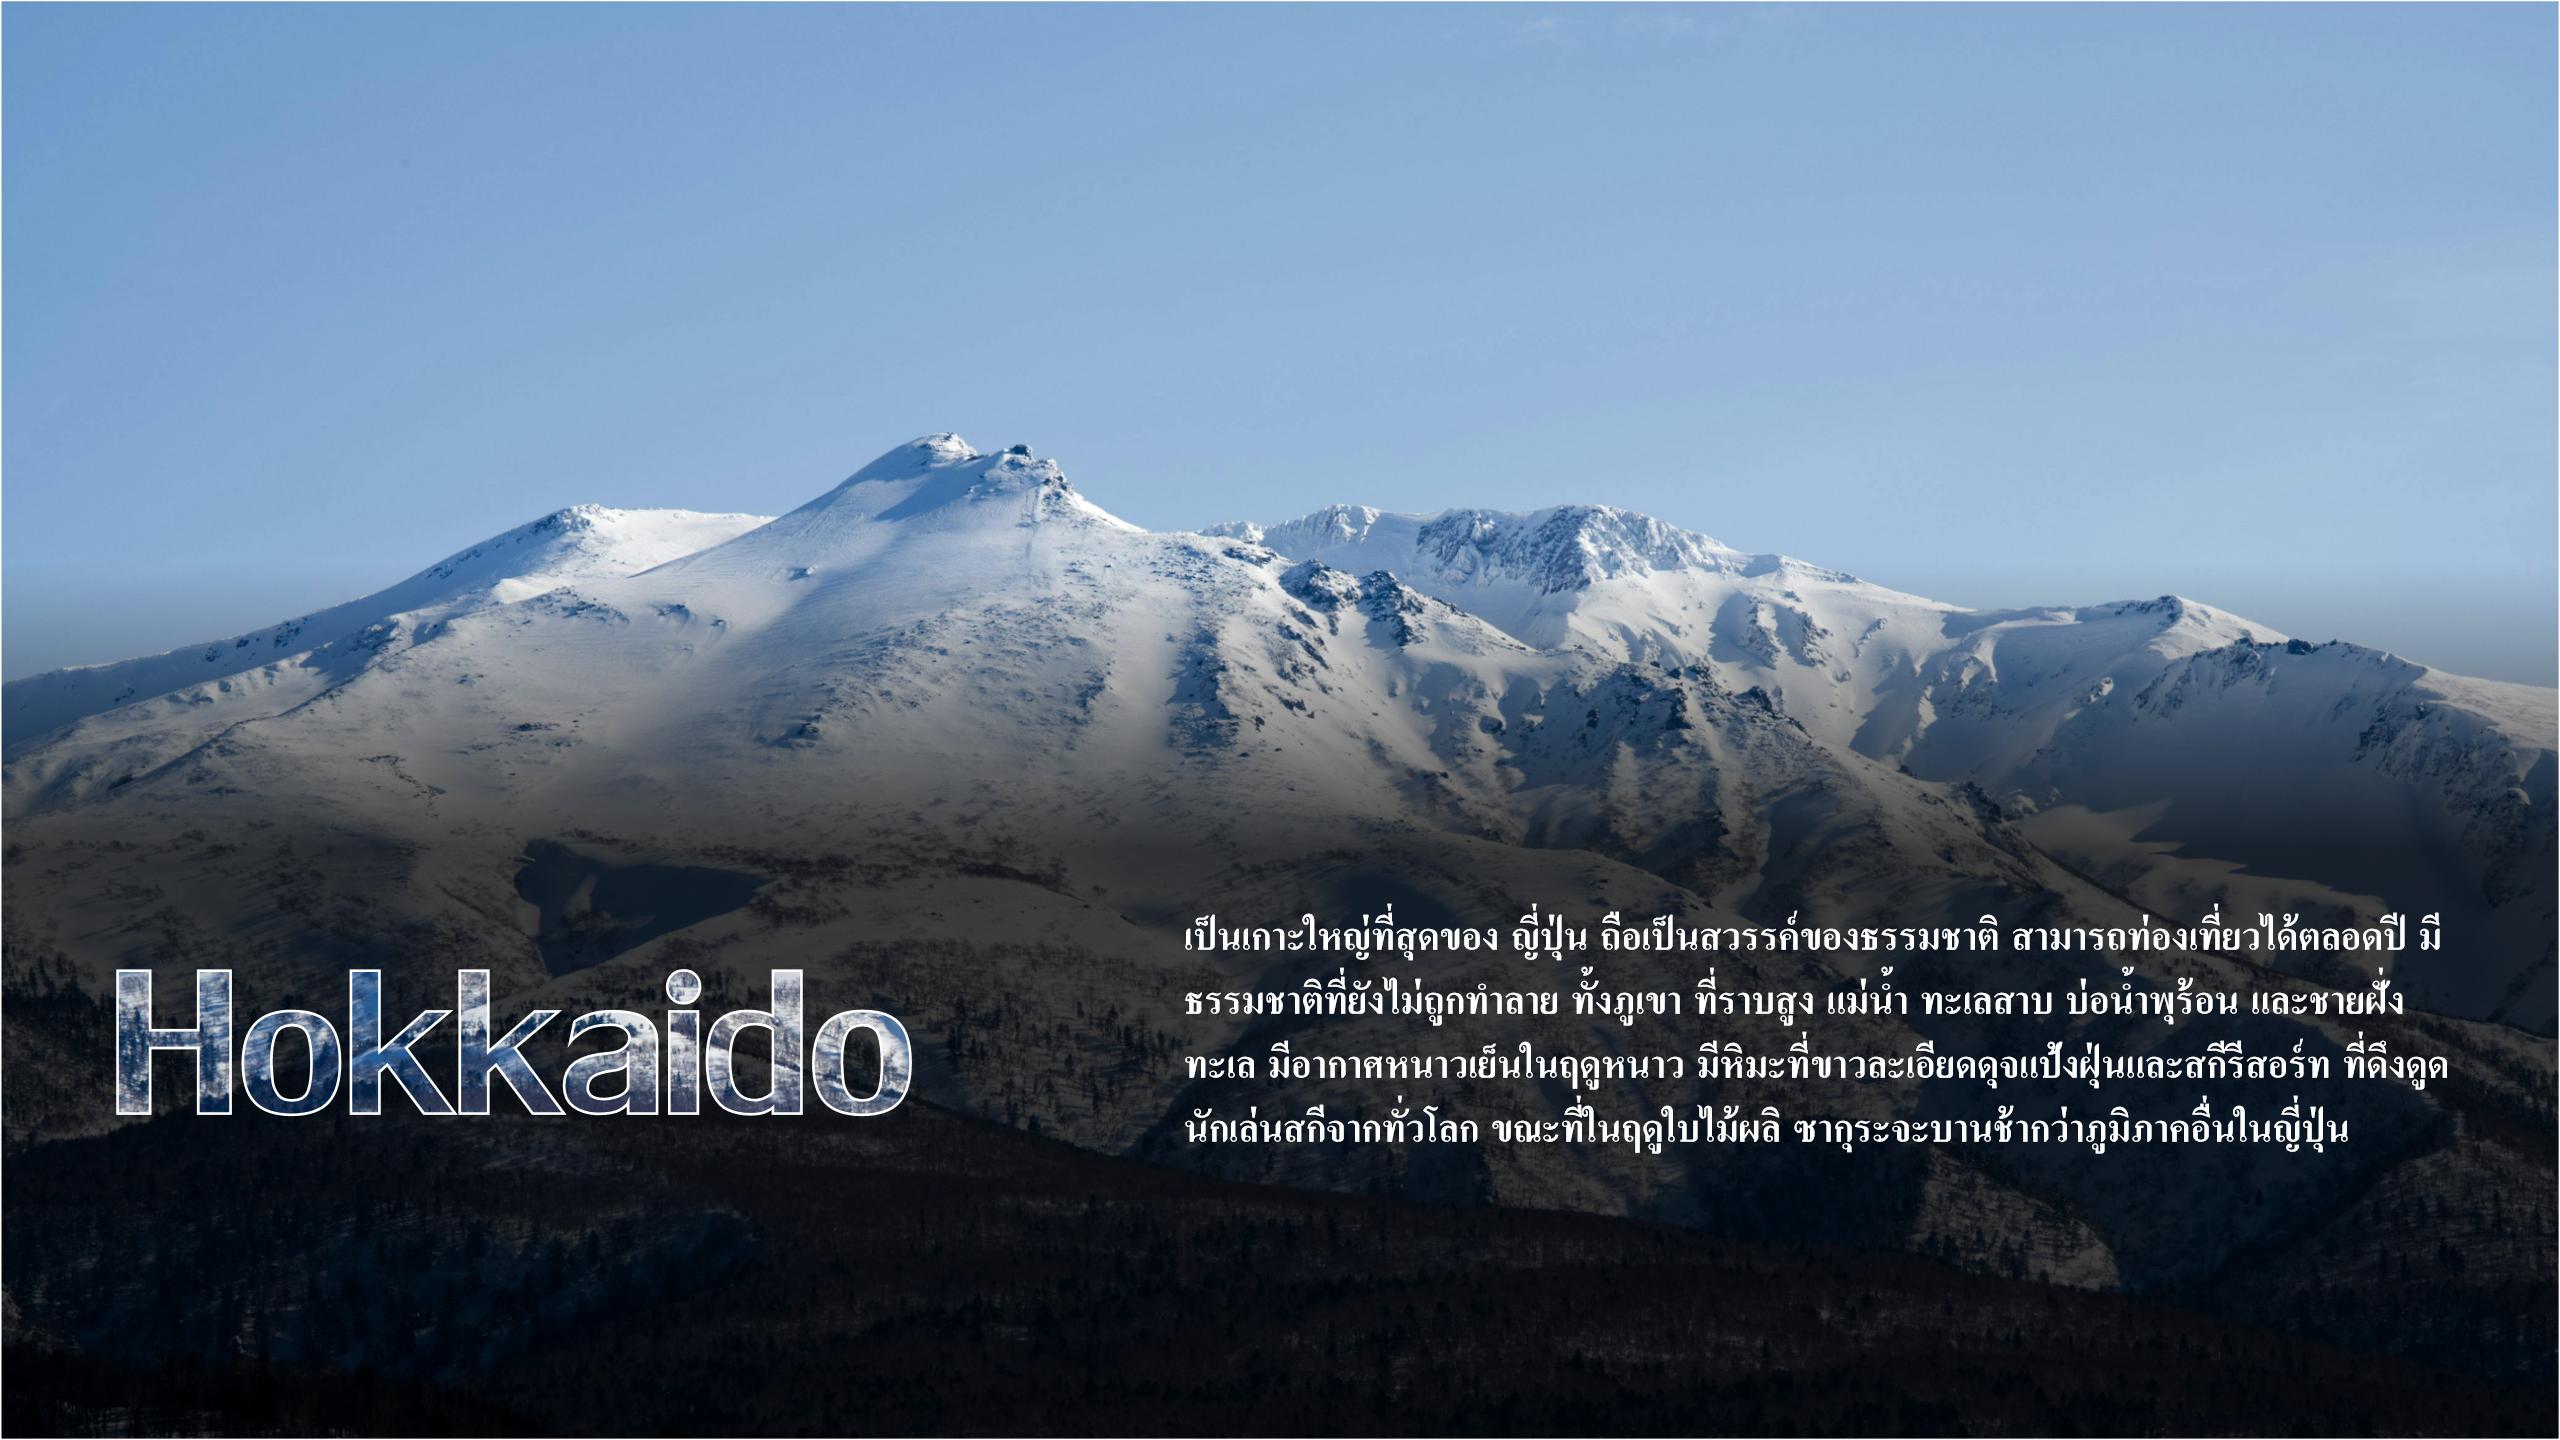 Hokkaido
เป็นเกาะใหญ่ที่สุดของ ญี่ปุ่น ถือเป็นสวรรค์ของธรรมชาติ สามารถท่องเที่ยวได้ตลอดปี มี
ธรรมชาติที่ยังไม่ถูกทำลาย ทั้งภูเขา ที่ราบสูง แม่น้ำ ทะเลสาบ บ่อน้ำพุร้อน และชายฝั่ง
ทะเล มีอากาศหนาวเย็นในฤดูหนาว มีหิมะที่ขาวละเอียดดุจแป้งฝุ่นและสกีรีสอร์ท ที่ดึงดูด
นักเล่นสกีจากทั่วโลก ขณะที่ในฤดูใบไม้ผลิ ซากุระจะบานช้ากว่าภูมิภาคอื่นในญี่ปุ่น